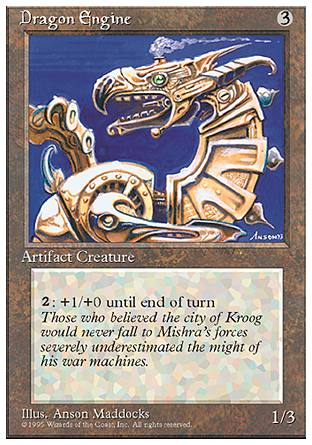 Dragon Engine 3
ANSON93
Artifact Creature
2: +1/+0 until end of turn
Those who believed the city of Kroog
would never fall to Mishra's forces
severely underestimated the might of
his war machines.
Illus. Anson Maddocks
© 1995 Wizards of the Coast, Inc. All rights reserved.
1/3